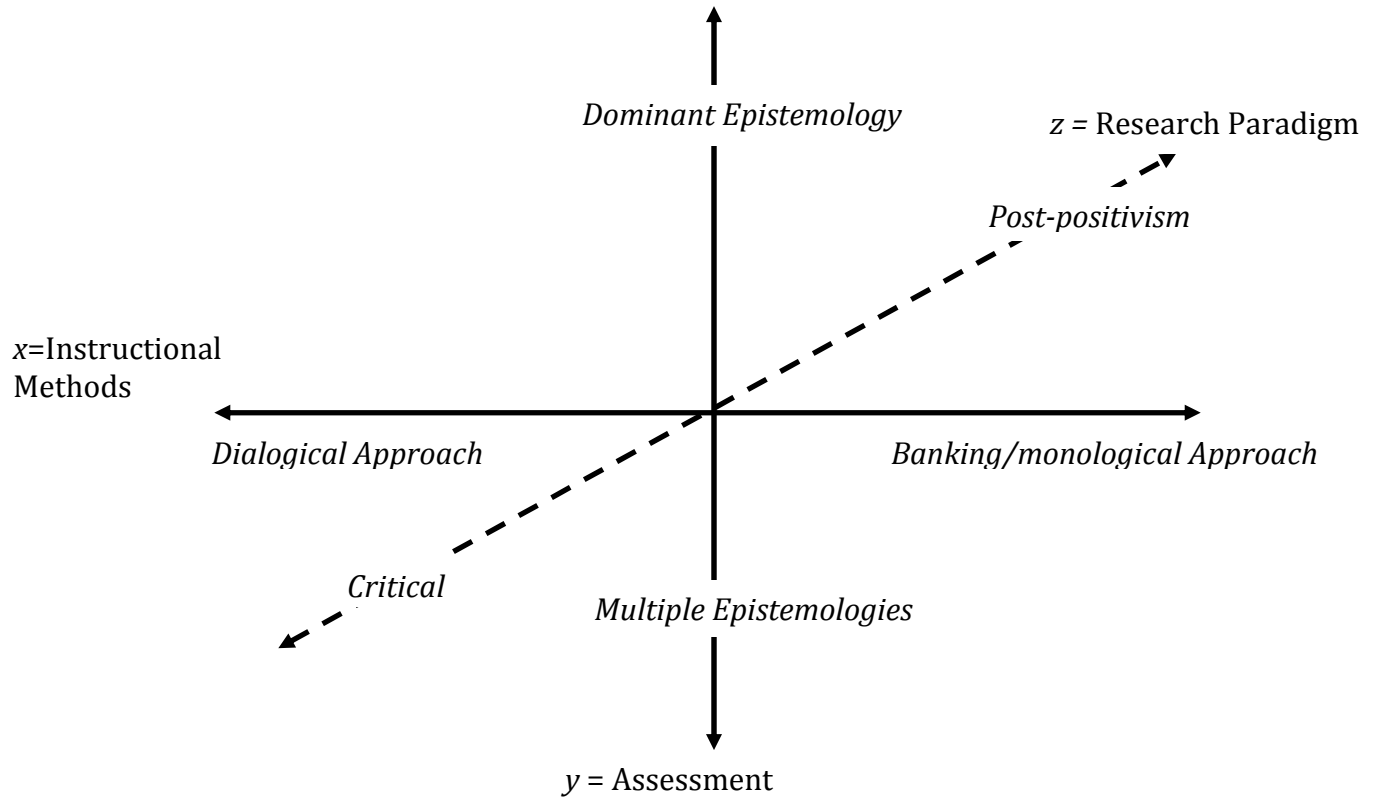 Dominant Epistemology
z = Research Paradigm
Post-positivism
x=Instructional
Methods
Dialogical Approach
Banking/monological Approach
Critical
Multiple Epistemologies
y = Assessment